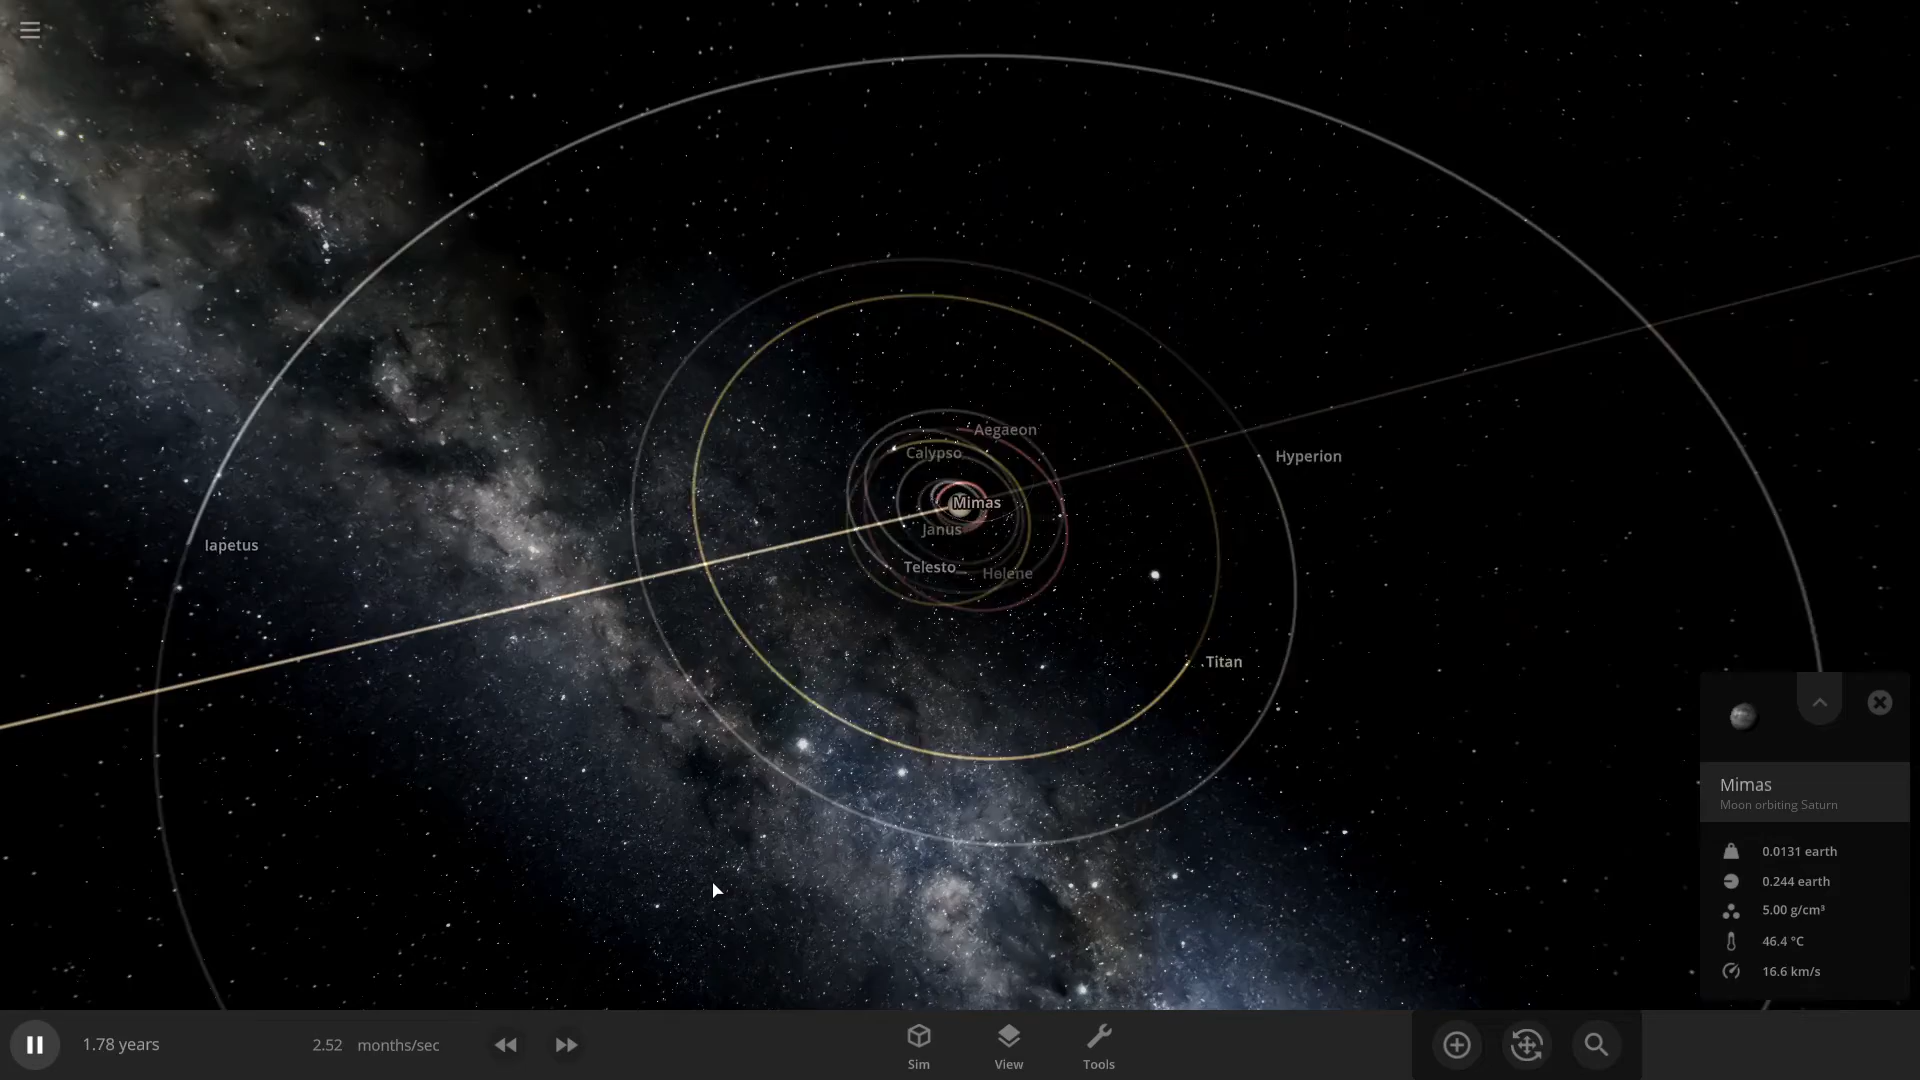 Aegaeon
Calypso
Hyperion
Mimas
Janus
Iapetus
Telesto
Helene
Titan
Mimas
Moon orbiting Saturn
0.0131 earth
0.244 earth
5.00 g/cm³
46.4 °C
16.6 km/s
1.78 years
2.52 months/sec
Sim
View
Tools